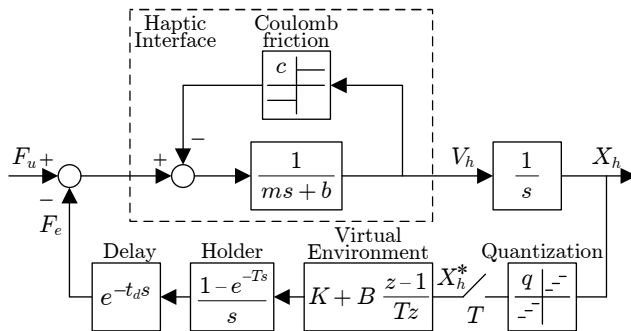 Haptic Interface
Coulomb friction
c
−
F_u + 
−
F_e
+
1 / (ms + b)
V_h
1 / s
X_h
Delay
e^{-t_d s}
Holder
(1 - e^{-Ts}) / s
Virtual Environment
K + B (z - 1) / (Tz)
X_h^*
T
Quantization
q